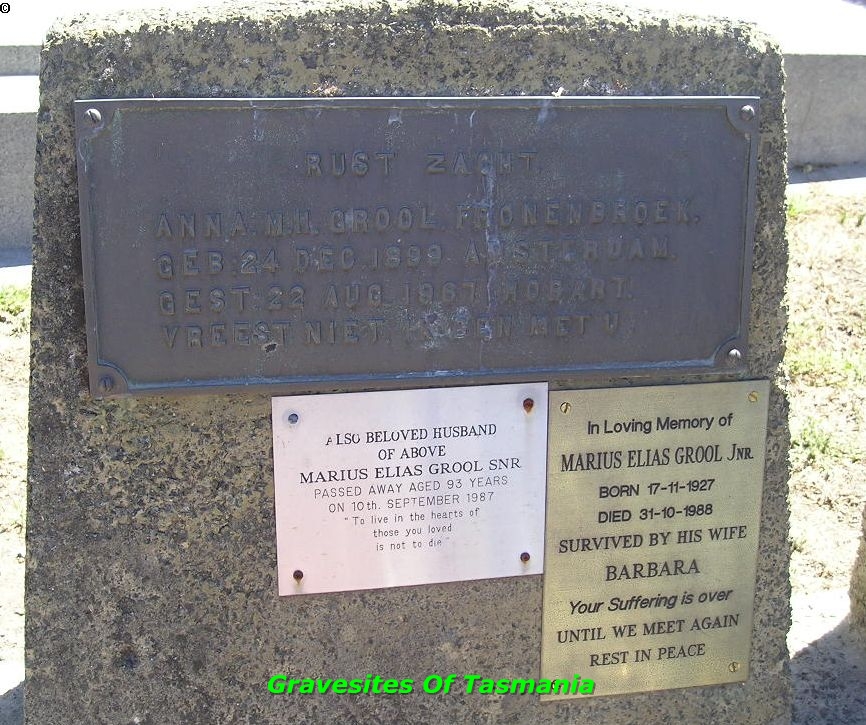 ©
RUST ZACHT.
ANNA M.H. GROOL FRONENBROEK.
GEB. 24 DEC. 1899 AMSTERDAM.
GEST. 22 AUG. 1967. HOBART.
VREEST NIET, MET U
ALSO BELOVED HUSBAND
OF ABOVE
MARIUS ELIAS GROOL SNR
PASSED AWAY AGED 93 YEARS
ON 10th. SEPTEMBER 1987
"To live in the hearts of
those you loved
is not to die"
In Loving Memory of
MARIUS ELIAS GROOL JNR.
BORN 17-11-1927
DIED 31-10-1988
SURVIVED BY HIS WIFE
BARBARA
Your Suffering is over
UNTIL WE MEET AGAIN
REST IN PEACE
Gravesites Of Tasmania